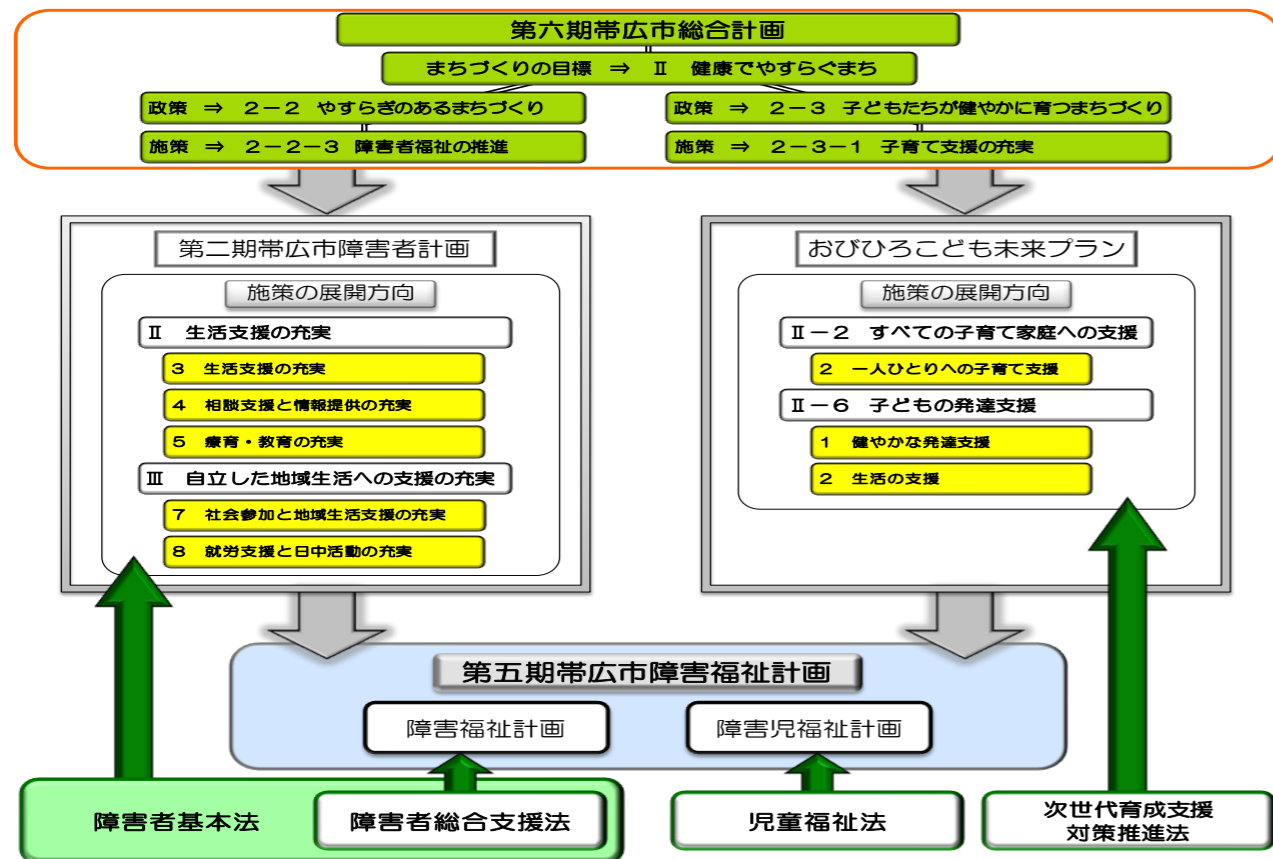 第六期帯広市総合計画
まちづくりの目標 ⇒ Ⅱ 健康でやすらぐまち
政策 ⇒ 2－2 やすらぎのあるまちづくり
施策 ⇒ 2－2－3 障害者福祉の推進
政策 ⇒ 2－3 子どもたちが健やかに育つまちづくり
施策 ⇒ 2－3－1 子育て支援の充実
第二期帯広市障害者計画
施策の展開方向
Ⅱ 生活支援の充実
3 生活支援の充実
4 相談支援と情報提供の充実
5 療育・教育の充実
Ⅲ 自立した地域生活への支援の充実
7 社会参加と地域生活支援の充実
8 就労支援と日中活動の充実
おびひろこども未来プラン
施策の展開方向
Ⅱ－2 すべての子育て家庭への支援
2 一人ひとりへの子育て支援
Ⅱ－6 子どもの発達支援
1 健やかな発達支援
2 生活の支援
第五期帯広市障害福祉計画
障害福祉計画
障害児福祉計画
障害者基本法
障害者総合支援法
児童福祉法
次世代育成支援
対策推進法